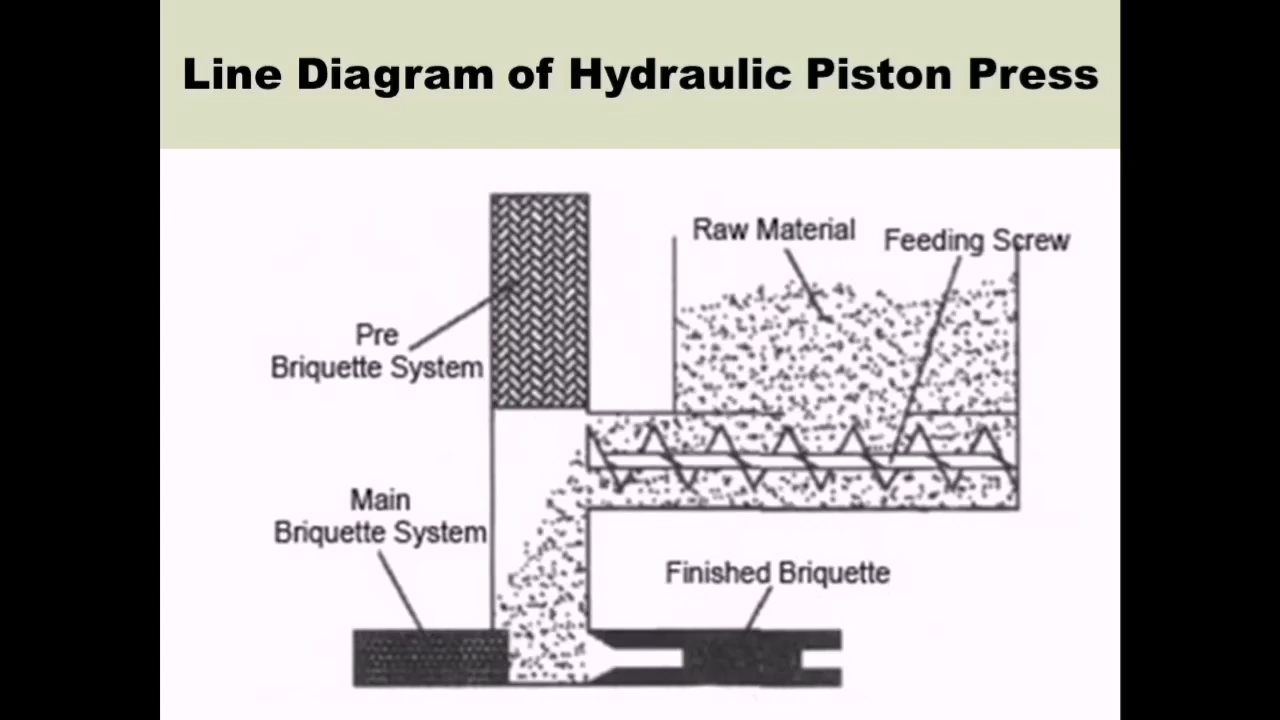 Line Diagram of Hydraulic Piston Press
Raw Material
Feeding Screw
Pre
Briquette System
Main
Briquette System
Finished Briquette